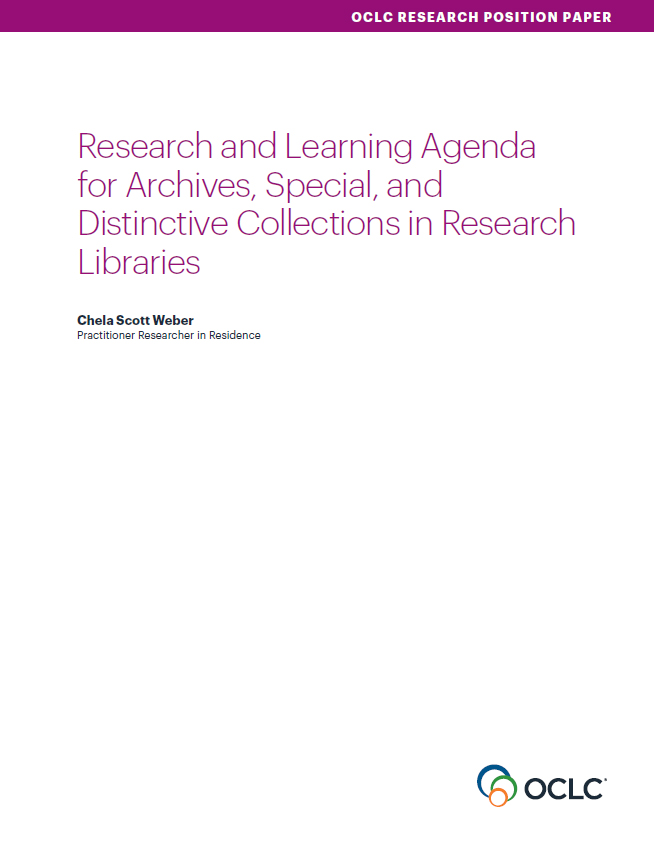 OCLC RESEARCH POSITION PAPER
Research and Learning Agenda
for Archives, Special, and
Distinctive Collections in Research
Libraries
Chela Scott Weber
Practitioner Researcher in Residence
OCLC